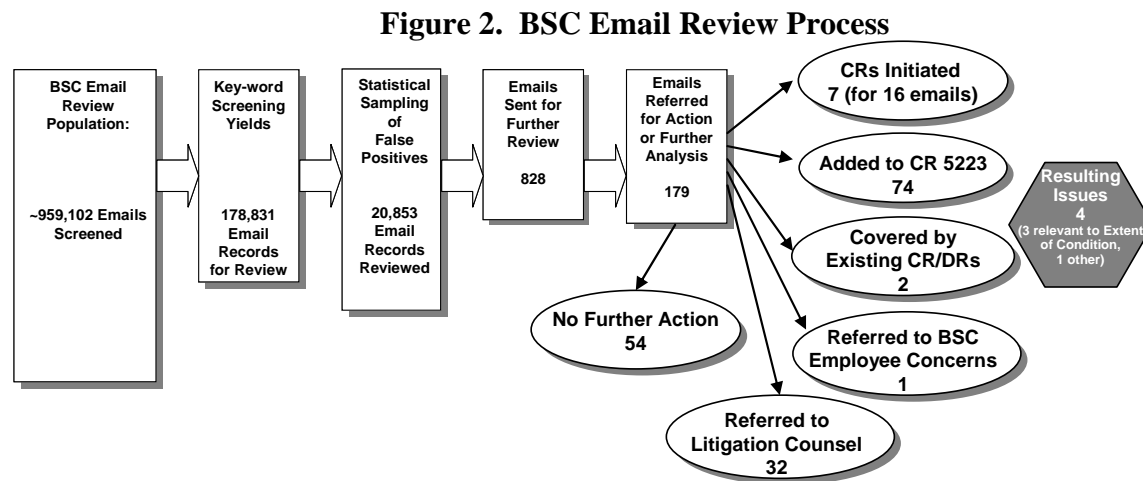 Figure 2. BSC Email Review Process
BSC Email
Review
Population:
~959,102 Emails
Screened
Key-word
Screening
Yields
178,831
Email
Records
for Review
Statistical
Sampling
of
False
Positives
20,853
Email
Records
Reviewed
Emails
Sent for
Further
Review
828
Emails
Referred
for Action
or Further
Analysis
179
CRs Initiated
7 (for 16 emails)
Added to CR 5223
74
Covered by
Existing CR/DRs
2
Referred to BSC
Employee Concerns
1
Referred to
Litigation Counsel
32
No Further Action
54
Resulting
Issues
4
(3 relevant to Extent
of Condition,
1 other)